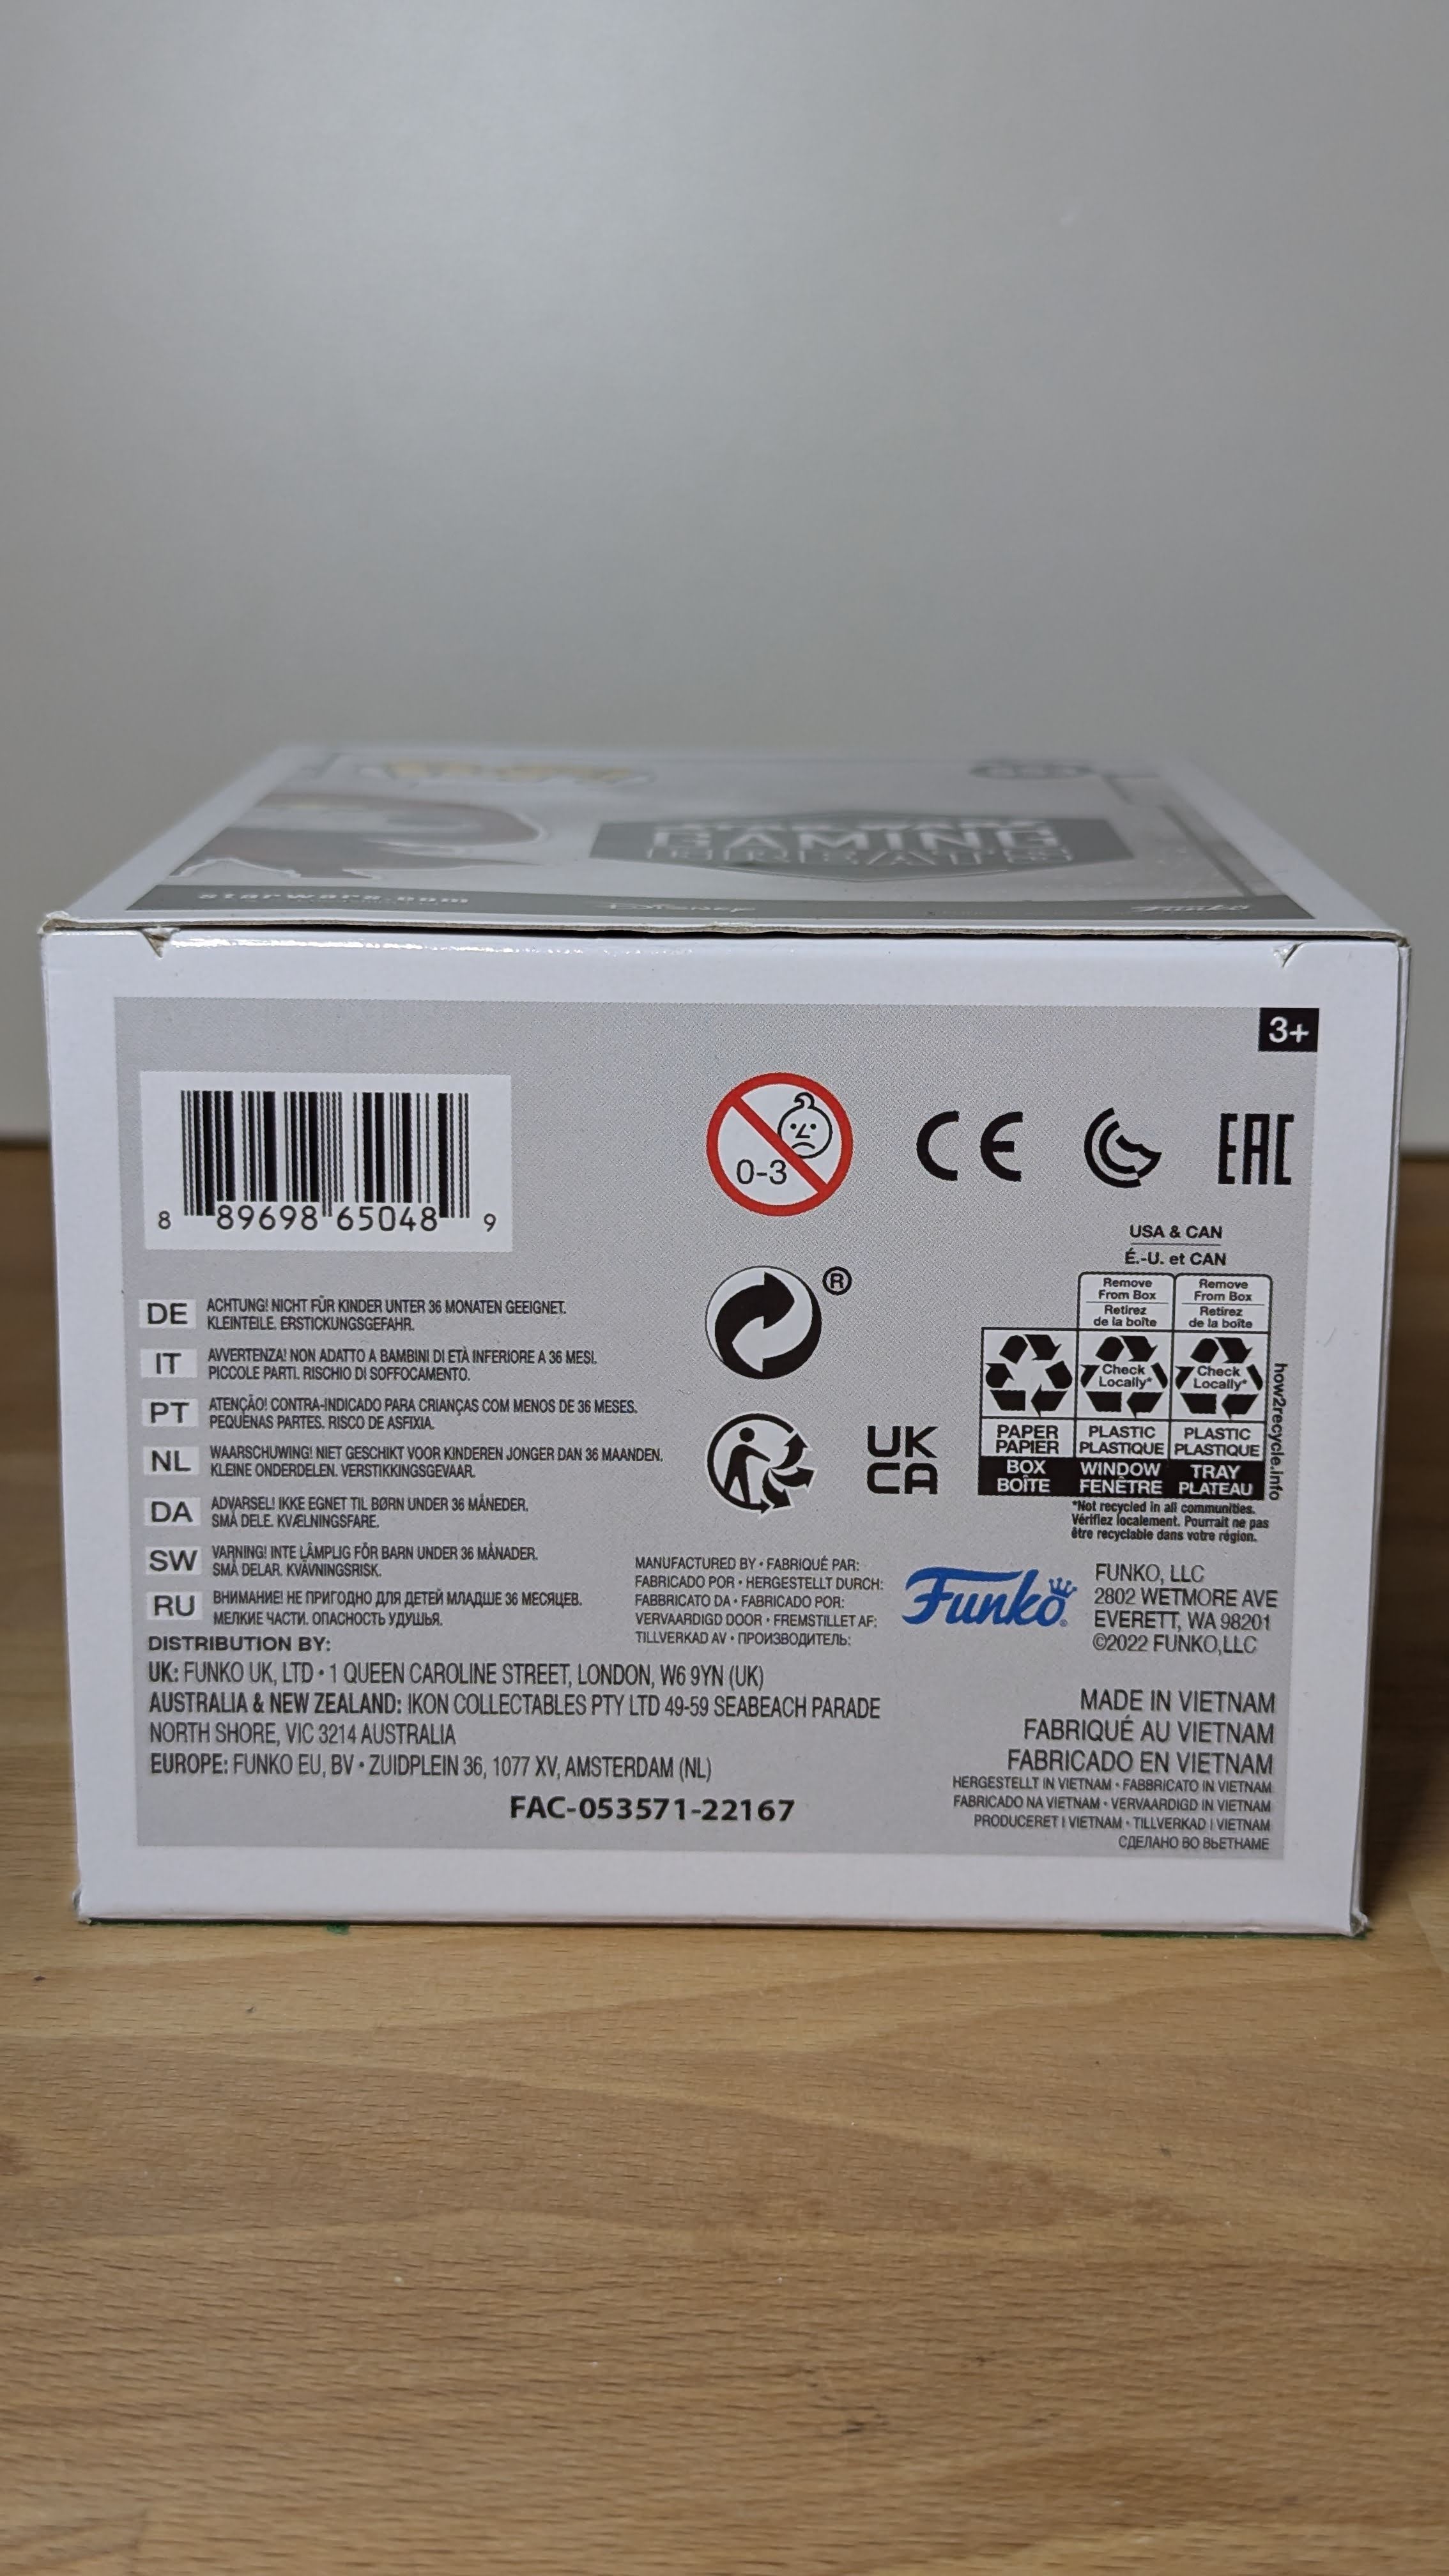 GAMING
GREATS
starwars.com
Disney
Funko
3+
8 89698 65048 9
0-3
CE
EAC
USA & CAN
É.-U. et CAN
Remove
From Box
Retirez
de la boîte
Remove
From Box
Retirez
de la boîte
Check
Locally*
Check
Locally*
PAPER
PAPIER
PLASTIC
PLASTIQUE
PLASTIC
PLASTIQUE
BOX
BOÎTE
WINDOW
FENÊTRE
TRAY
PLATEAU
how2recycle.info
*Not recycled in all communities.
Vérifiez localement. Pourrait ne pas
être recyclable dans votre région.
®
UK
CA
DE ACHTUNG! NICHT FÜR KINDER UNTER 36 MONATEN GEEIGNET.
KLEINTEILE. ERSTICKUNGSGEFAHR.
IT AVVERTENZA! NON ADATTO A BAMBINI DI ETÀ INFERIORE A 36 MESI.
PICCOLE PARTI. RISCHIO DI SOFFOCAMENTO.
PT ATENÇÃO! CONTRA-INDICADO PARA CRIANÇAS COM MENOS DE 36 MESES.
PEQUENAS PARTES. RISCO DE ASFIXIA.
NL WAARSCHUWING! NIET GESCHIKT VOOR KINDEREN JONGER DAN 36 MAANDEN.
KLEINE ONDERDELEN. VERSTIKKINGSGEVAAR.
DA ADVARSEL! IKKE EGNET TIL BØRN UNDER 36 MÅNEDER.
SMÅ DELE. KVÆLNINGSFARE.
SW VARNING! INTE LÄMPLIG FÖR BARN UNDER 36 MÅNADER.
SMÅ DELAR. KVÄVNINGSRISK.
RU ВНИМАНИЕ! НЕ ПРИГОДНО ДЛЯ ДЕТЕЙ МЛАДШЕ 36 МЕСЯЦЕВ.
МЕЛКИЕ ЧАСТИ. ОПАСНОСТЬ УДУШЬЯ.
MANUFACTURED BY • FABRIQUÉ PAR:
FABRICADO POR • HERGESTELLT DURCH:
FABBRICATO DA • FABRICADO POR:
VERVAARDIGD DOOR • FREMSTILLET AF:
TILLVERKAD AV • ПРОИЗВОДИТЕЛЬ:
Funko®
FUNKO, LLC
2802 WETMORE AVE
EVERETT, WA 98201
©2022 FUNKO, LLC
DISTRIBUTION BY:
UK: FUNKO UK, LTD • 1 QUEEN CAROLINE STREET, LONDON, W6 9YN (UK)
AUSTRALIA & NEW ZEALAND: IKON COLLECTABLES PTY LTD 49-59 SEABEACH PARADE
NORTH SHORE, VIC 3214 AUSTRALIA
EUROPE: FUNKO EU, BV • ZUIDPLEIN 36, 1077 XV, AMSTERDAM (NL)
FAC-053571-22167
MADE IN VIETNAM
FABRIQUÉ AU VIETNAM
FABRICADO EN VIETNAM
HERGESTELLT IN VIETNAM • FABBRICATO IN VIETNAM
FABRICADO NA VIETNAM • VERVAARDIGD IN VIETNAM
PRODUCERET I VIETNAM • TILLVERKAD I VIETNAM
СДЕЛАНО ВО ВЬЕТНАМЕ